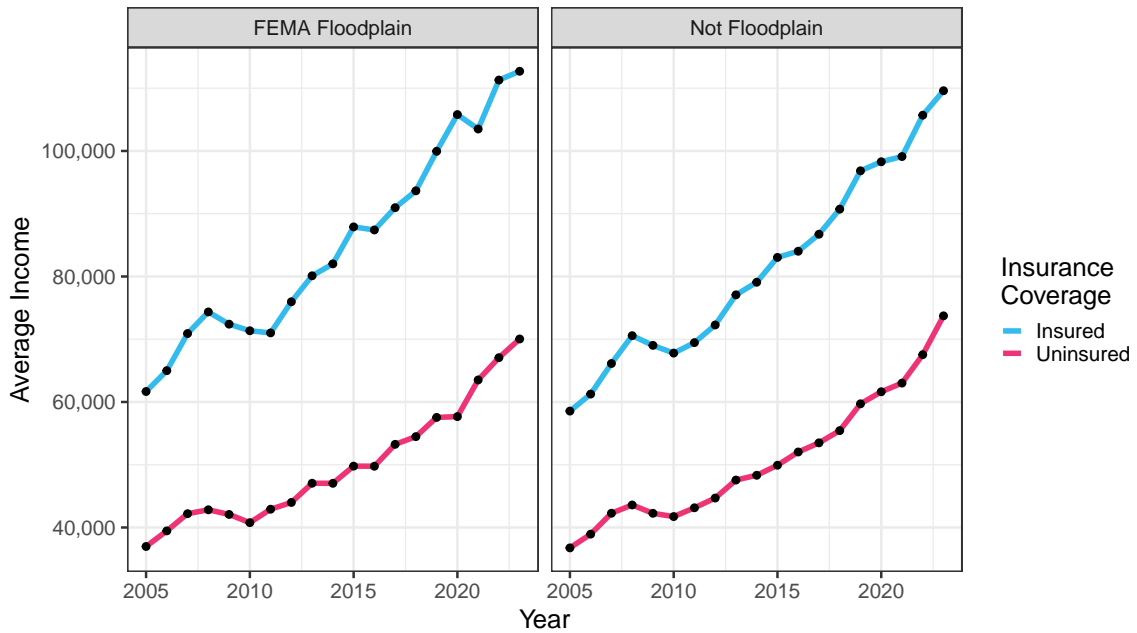 FEMA Floodplain
Not Floodplain
Average Income
100,000
80,000
60,000
40,000
2005
2010
2015
2020
2005
2010
2015
2020
Year
Insurance
Coverage
Insured
Uninsured